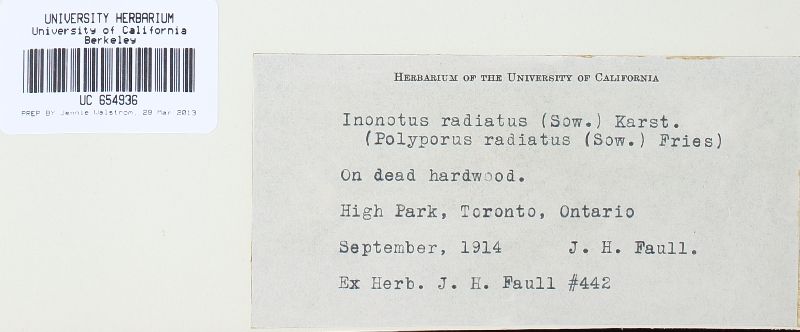 UNIVERSITY HERBARIUM
University of California
Berkeley
UC 654936
PREP BY Jennie Walstrom, 28 Mar 2013
HERBARIUM OF THE UNIVERSITY OF CALIFORNIA
Inonotus radiatus (Sow.) Karst.
(Polyporus radiatus (Sow.) Fries)
On dead hardwood.
High Park, Toronto, Ontario
September, 1914 J. H. Faull.
Ex Herb. J. H. Faull #442